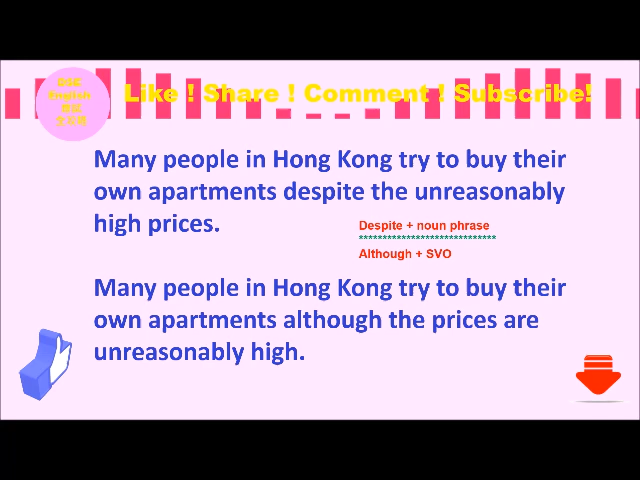 English
Like ! Share ! Comment ! Subscribe!
Many people in Hong Kong try to buy their
own apartments despite the unreasonably
high prices.
Despite + noun phrase
******************************
Although + SVO
Many people in Hong Kong try to buy their
own apartments although the prices are
unreasonably high.